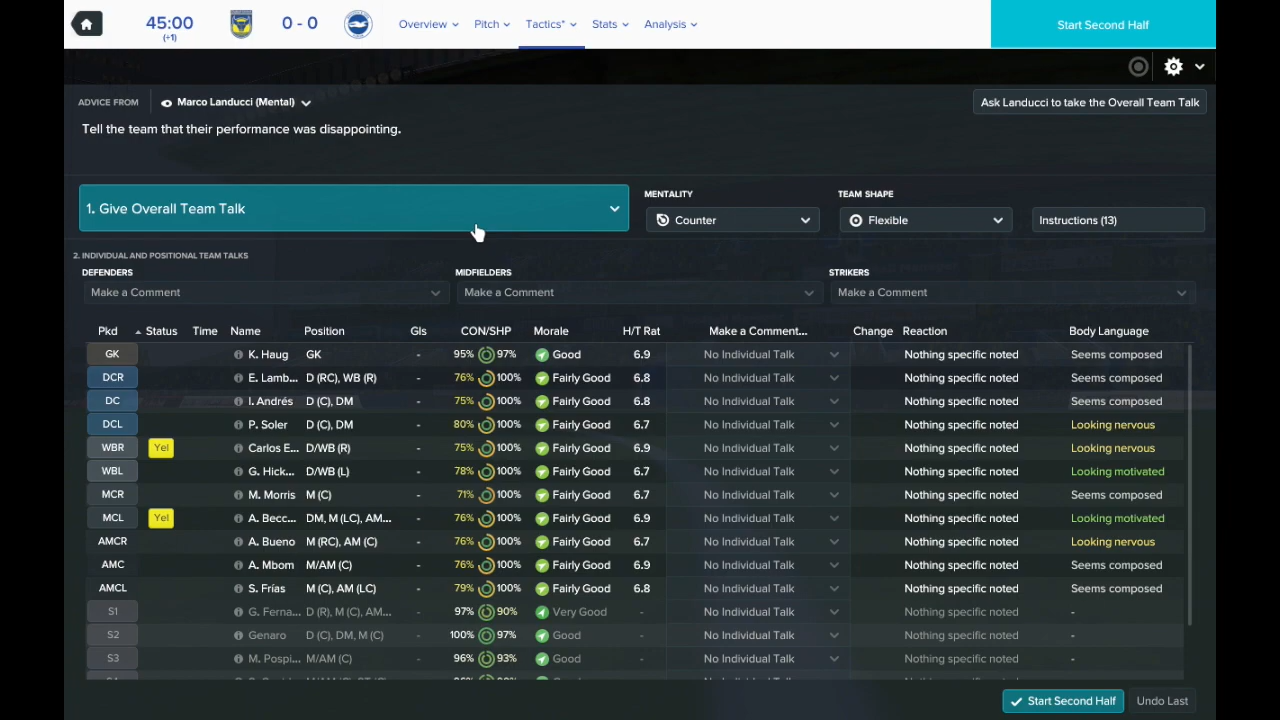 45:00
(+1)
0 - 0
Overview
Pitch
Tactics*
Stats
Analysis
Start Second Half
ADVICE FROM
Marco Landucci (Mental)
Ask Landucci to take the Overall Team Talk
Tell the team that their performance was disappointing.
1. Give Overall Team Talk
MENTALITY
Counter
TEAM SHAPE
Flexible
Instructions (13)
2. INDIVIDUAL AND POSITIONAL TEAM TALKS
DEFENDERS MIDFIELDERS STRIKERS
Make a Comment Make a Comment Make a Comment
Pkd Status Time Name Position Gls CON/SHP Morale H/T Rat Make a Comment... Change Reaction Body Language
GK K. Haug GK - 95% 97% Good 6.9 No Individual Talk Nothing specific noted Seems composed
DCR E. Lamb... D (RC), WB (R) - 76% 100% Fairly Good 6.8 No Individual Talk Nothing specific noted Seems composed
DC I. Andrés D (C), DM - 75% 100% Fairly Good 6.8 No Individual Talk Nothing specific noted Seems composed
DCL P. Soler D (C), DM - 80% 100% Fairly Good 6.7 No Individual Talk Nothing specific noted Looking nervous
WBR Yel Carlos E... D/WB (R) - 75% 100% Fairly Good 6.9 No Individual Talk Nothing specific noted Looking nervous
WBL G. Hick... D/WB (L) - 78% 100% Fairly Good 6.7 No Individual Talk Nothing specific noted Looking motivated
MCR M. Morris M (C) - 71% 100% Fairly Good 6.7 No Individual Talk Nothing specific noted Seems composed
MCL Yel A. Becc... DM, M (LC), AM... - 76% 100% Fairly Good 6.9 No Individual Talk Nothing specific noted Looking motivated
AMCR A. Bueno M (RC), AM (C) - 76% 100% Fairly Good 6.7 No Individual Talk Nothing specific noted Looking nervous
AMC A. Mbom M/AM (C) - 76% 100% Fairly Good 6.9 No Individual Talk Nothing specific noted Seems composed
AMCL S. Frías M (C), AM (LC) - 79% 100% Fairly Good 6.8 No Individual Talk Nothing specific noted Seems composed
S1 G. Ferna... D (R), M (C), AM... 97% 90% Very Good - No Individual Talk Nothing specific noted -
S2 Genaro D (C), DM, M (C) 100% 97% Good - No Individual Talk Nothing specific noted -
S3 M. Pospi... M/AM (C) 96% 93% Good - No Individual Talk Nothing specific noted -
Start Second Half
Undo Last